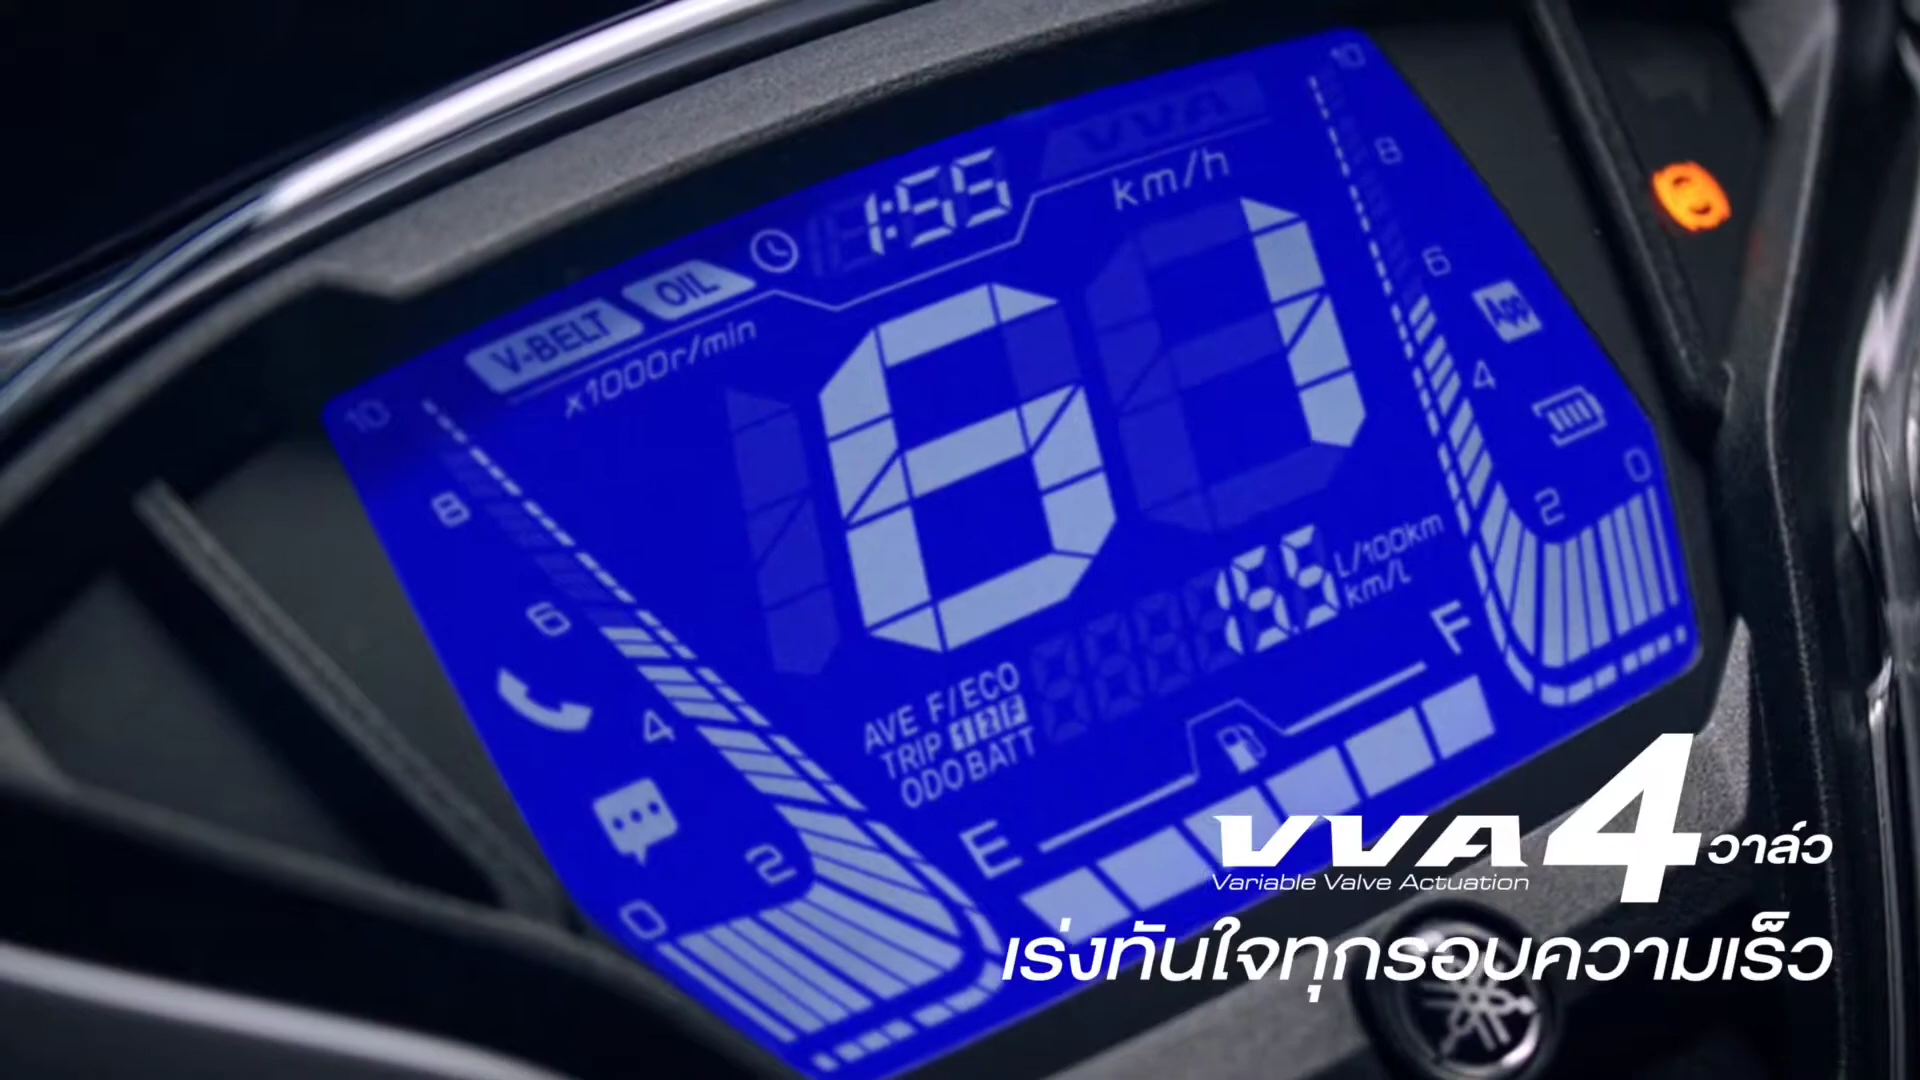 10
VVA
1:55
km/h
8
V-BELT OIL
x1000r/min
6
App
10
61
4
8
0
2
15.5
L/100km
km/L
6
F
AVE F/ECO
TRIP 1 2 F
ODO BATT
4
E
2
0
VVA 4 วาล์ว
Variable Valve Actuation
เร่งทันใจทุกรอบความเร็ว